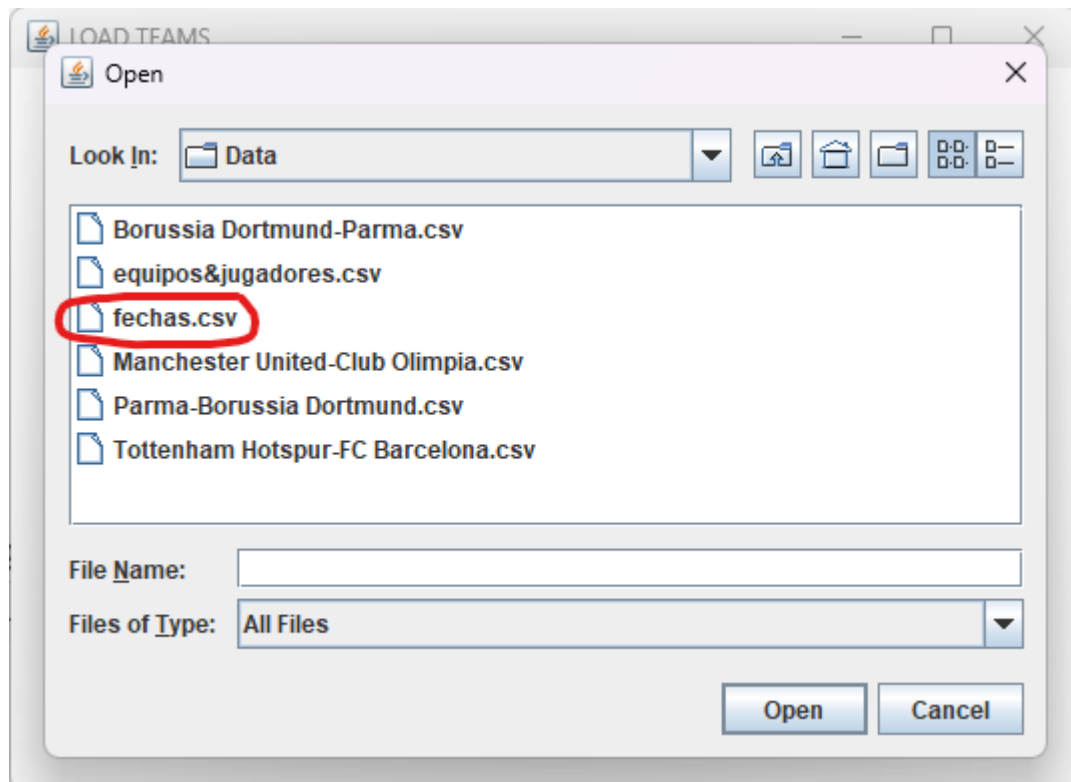 LOAD TEAMS
Open
Look In: Data
Borussia Dortmund-Parma.csv
equipos&jugadores.csv
fechas.csv
Manchester United-Club Olimpia.csv
Parma-Borussia Dortmund.csv
Tottenham Hotspur-FC Barcelona.csv
File Name:
Files of Type: All Files
Open Cancel